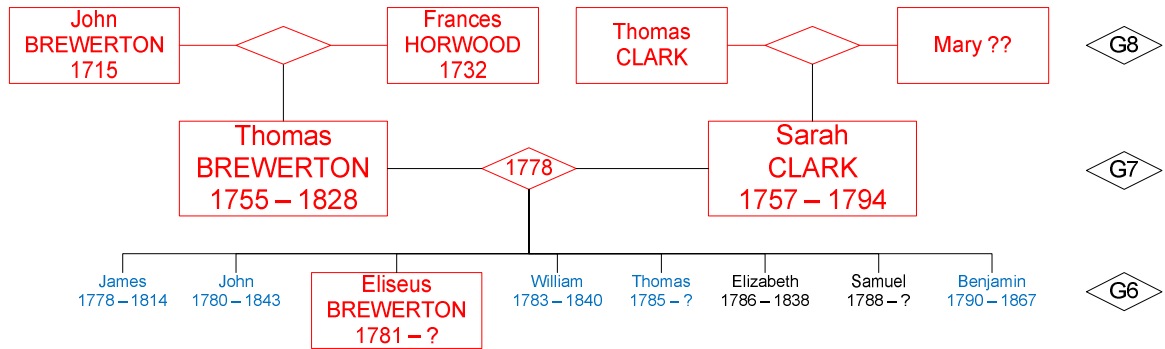 John
BREWERTON
1715
Frances
HORWOOD
1732
Thomas
CLARK
Mary ??
G8
Thomas
BREWERTON
1755 – 1828
1778
Sarah
CLARK
1757 – 1794
G7
James
1778 – 1814
John
1780 – 1843
Eliseus
BREWERTON
1781 – ?
William
1783 – 1840
Thomas
1785 – ?
Elizabeth
1786 – 1838
Samuel
1788 – ?
Benjamin
1790 – 1867
G6